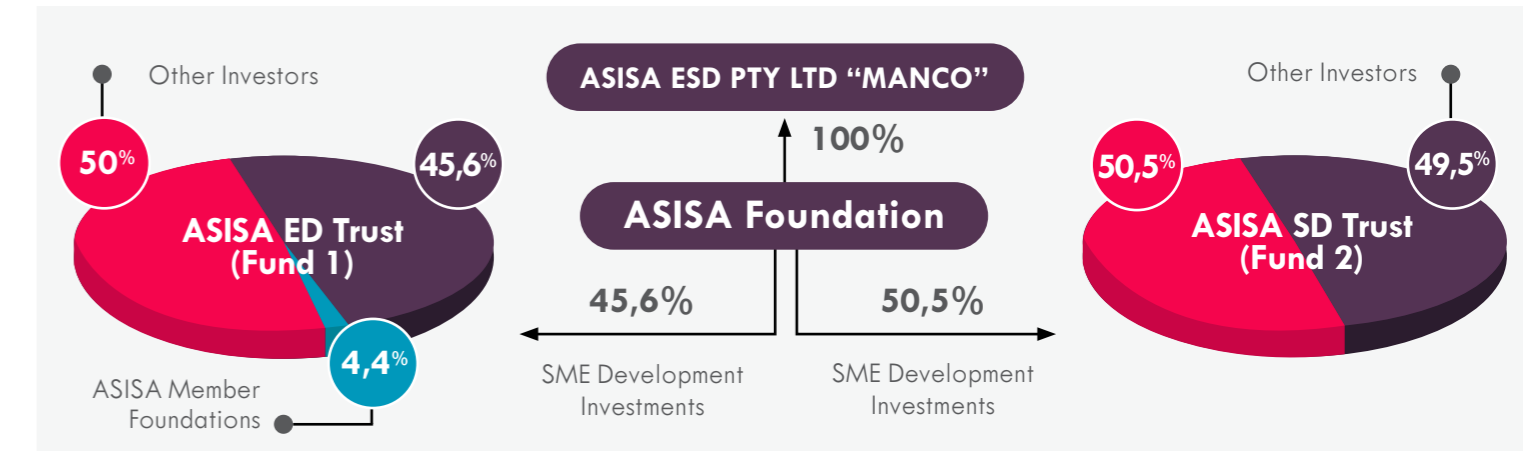 Other Investors
50%
45,6%
ASISA ED Trust
(Fund 1)
4,4%
ASISA Member
Foundations
ASISA ESD PTY LTD “MANCO”
100%
ASISA Foundation
45,6%
50,5%
SME Development
Investments
SME Development
Investments
Other Investors
50,5%
49,5%
ASISA SD Trust
(Fund 2)